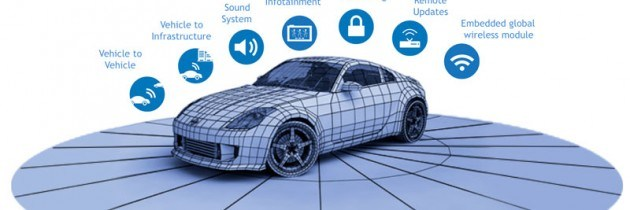 Vehicle to
Vehicle
Vehicle to
Infrastructure
Sound
System
Infotainment
Remote
Updates
Embedded global
wireless module